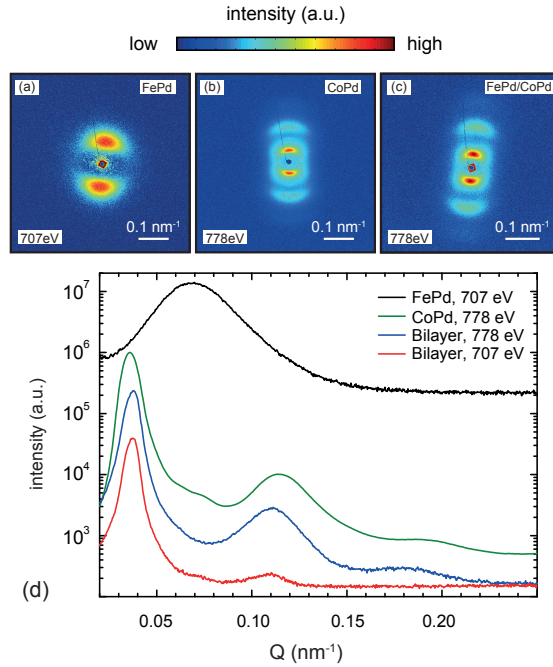 intensity (a.u.)
low high
(a) FePd
707eV
0.1 nm⁻¹
(b) CoPd
778eV
0.1 nm⁻¹
(c) FePd/CoPd
778eV
0.1 nm⁻¹
10⁷
10⁶
10⁵
10⁴
10³
intensity (a.u.)
FePd, 707 eV
CoPd, 778 eV
Bilayer, 778 eV
Bilayer, 707 eV
(d)
0.05 0.10 0.15 0.20
Q (nm⁻¹)